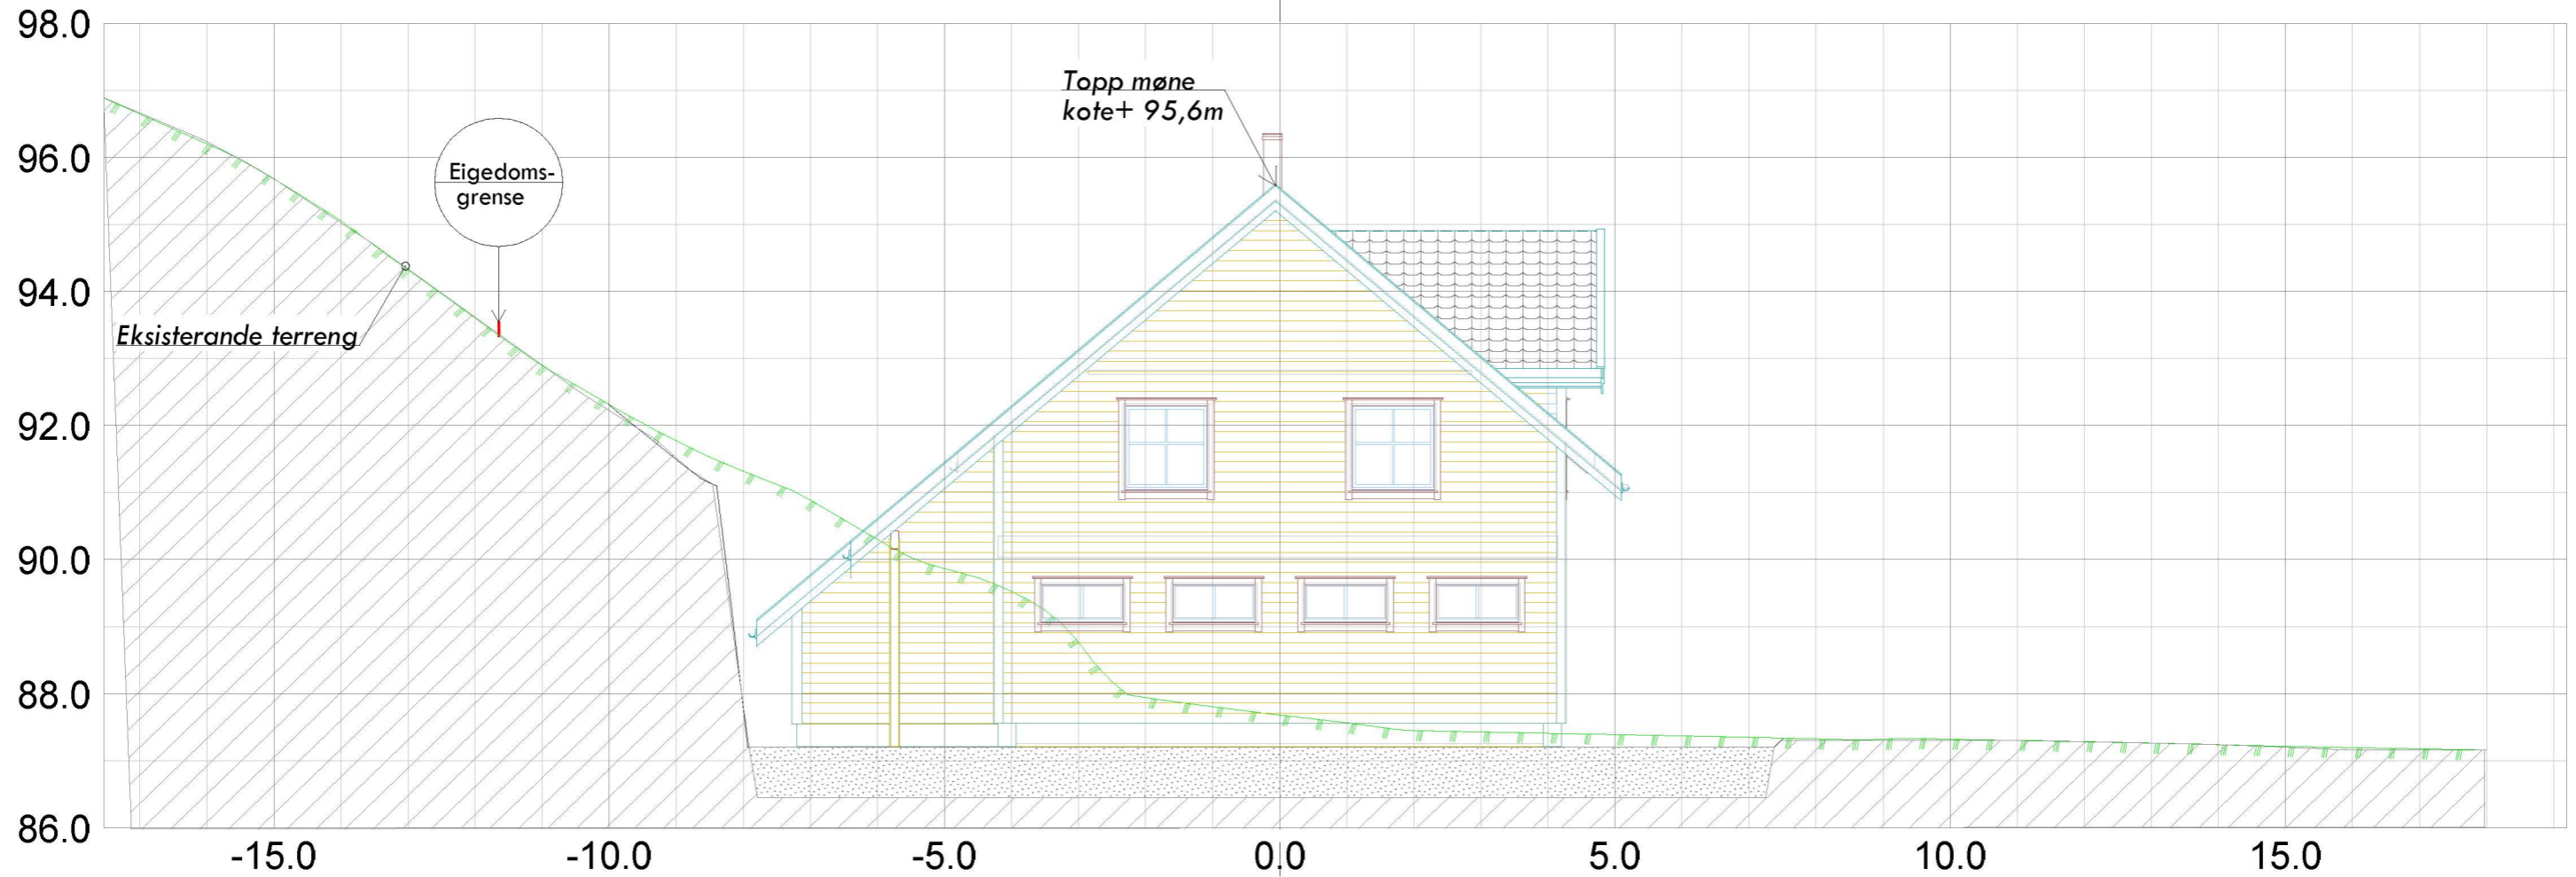 98.0
96.0
94.0
92.0
90.0
88.0
86.0
Topp møne
kote+ 95,6m
Eigedoms-
grense
Eksisterande terreng
-15.0
-10.0
-5.0
0.0
5.0
10.0
15.0